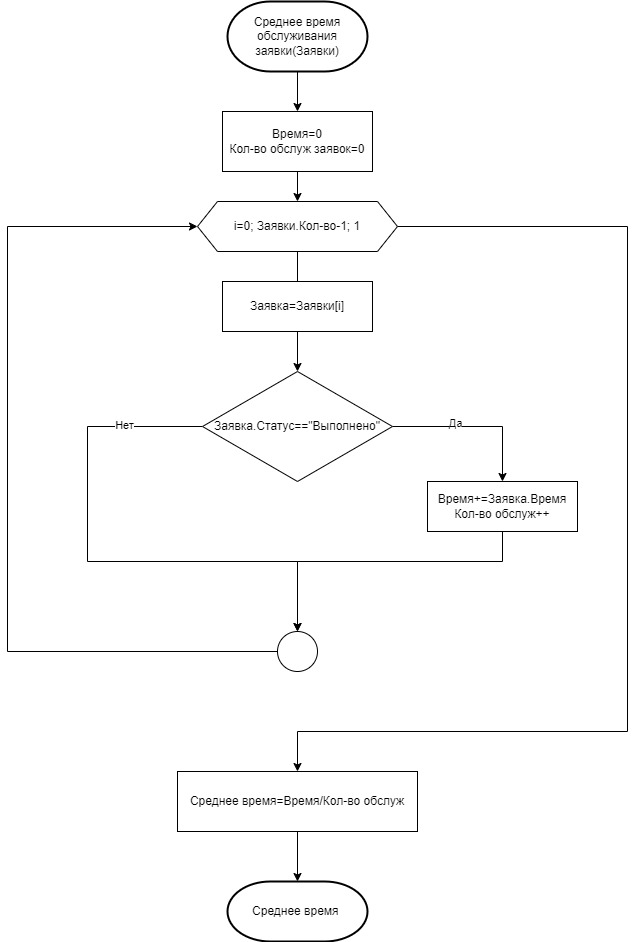 Среднее время
обслуживания
заявки(Заявки)
Время=0
Кол-во обслуж заявок=0
i=0; Заявки.Кол-во-1; 1
Заявка=Заявки[i]
Заявка.Статус=="Выполнено"
Нет
Да
Время+=Заявка.Время
Кол-во обслуж++
Среднее время=Время/Кол-во обслуж
Среднее время